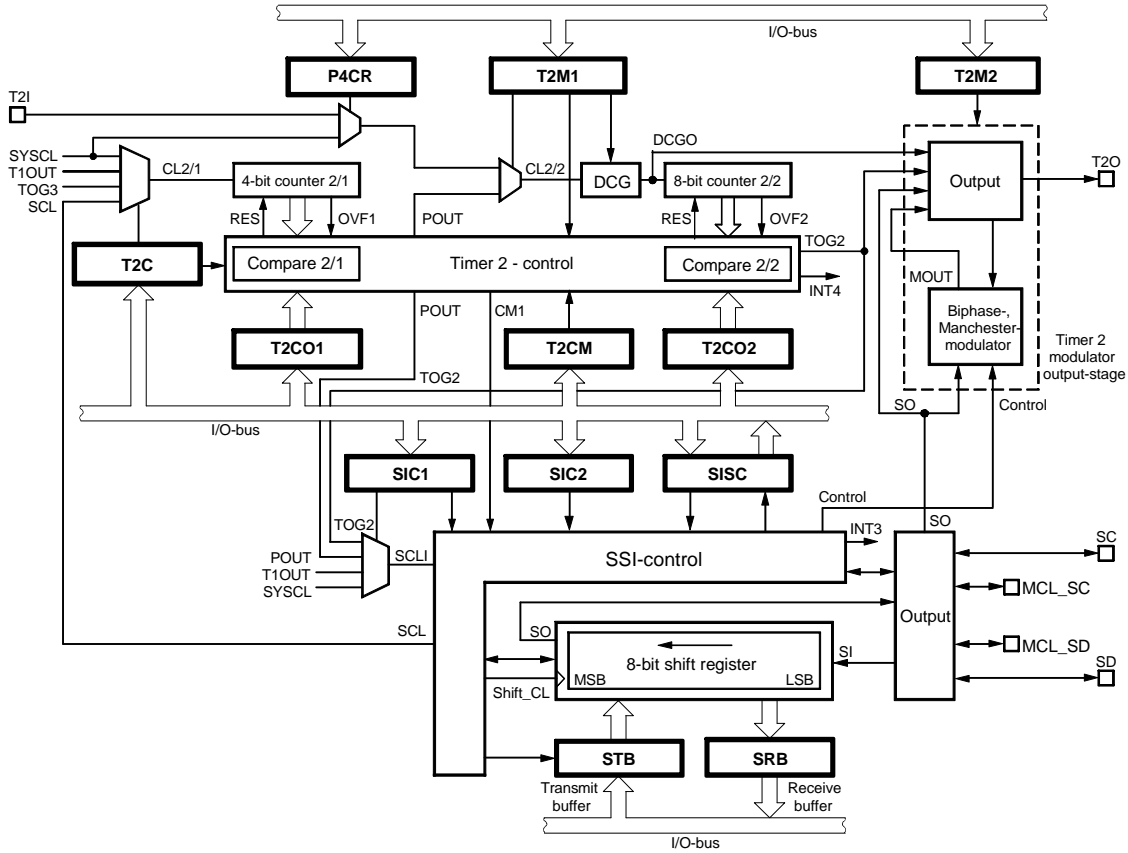 I/O-bus
P4CR
T2M1
T2M2
T2I
DCGO
SYSCL
T1OUT
TOG3
SCL
CL2/1
4-bit counter 2/1
CL2/2
DCG
8-bit counter 2/2
Output
T2O
RES
OVF1
POUT
RES
OVF2
TOG2
T2C
Compare 2/1
Timer 2 - control
Compare 2/2
INT4
MOUT
Biphase-,
Manchester-
modulator
POUT
CM1
T2CO1
T2CM
T2CO2
Timer 2
modulator
output-stage
TOG2
SO
Control
I/O-bus
SIC1
SIC2
SISC
Control
TOG2
SO
INT3
SC
POUT
T1OUT
SYSCL
SCLI
SSI-control
MCL_SC
Output
SCL
SO
8-bit shift register
SI
MCL_SD
SD
MSB
LSB
Shift_CL
STB
SRB
Transmit
buffer
Receive
buffer
I/O-bus